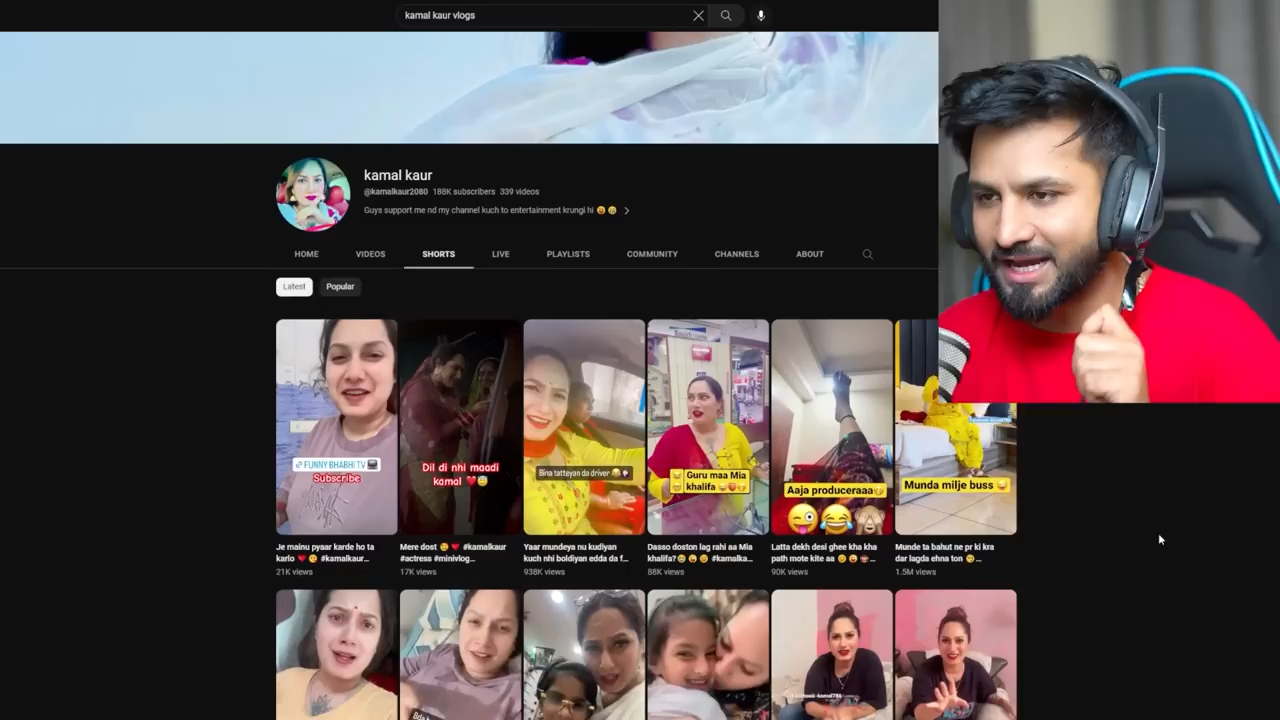 kamal kaur vlogs
kamal kaur
@kamalkaur2080 188K subscribers 339 videos
Guys support me nd my channel kuch to entertainment krungi hi 😛 😄
HOME VIDEOS SHORTS LIVE PLAYLISTS COMMUNITY CHANNELS ABOUT
Latest Popular
FUNNY BHABHI TV
Subscribe
Dil di nhi maadi
kamal
Bina tatteyan da driver
Guru maa Mia
khalifa?
Aaja produceraaa
Munda milje buss
Je mainu pyaar karde ho ta
karlo ❤️ 😘 #kamalkaur...
21K views
Mere dost 😘 ❤️ #kamalkaur
#actress #minivlog...
17K views
Yaar mundeya nu kudiyan
kuch nhi boldiyan edda da f...
938K views
Dasso doston lag rahi aa Mia
khalifa? #kamalka...
88K views
Latta dekh desi ghee kha kha
path mote kite aa
90K views
Munde ta bahut ne pr ki kra
dar lagda ehna ton
1.5M views